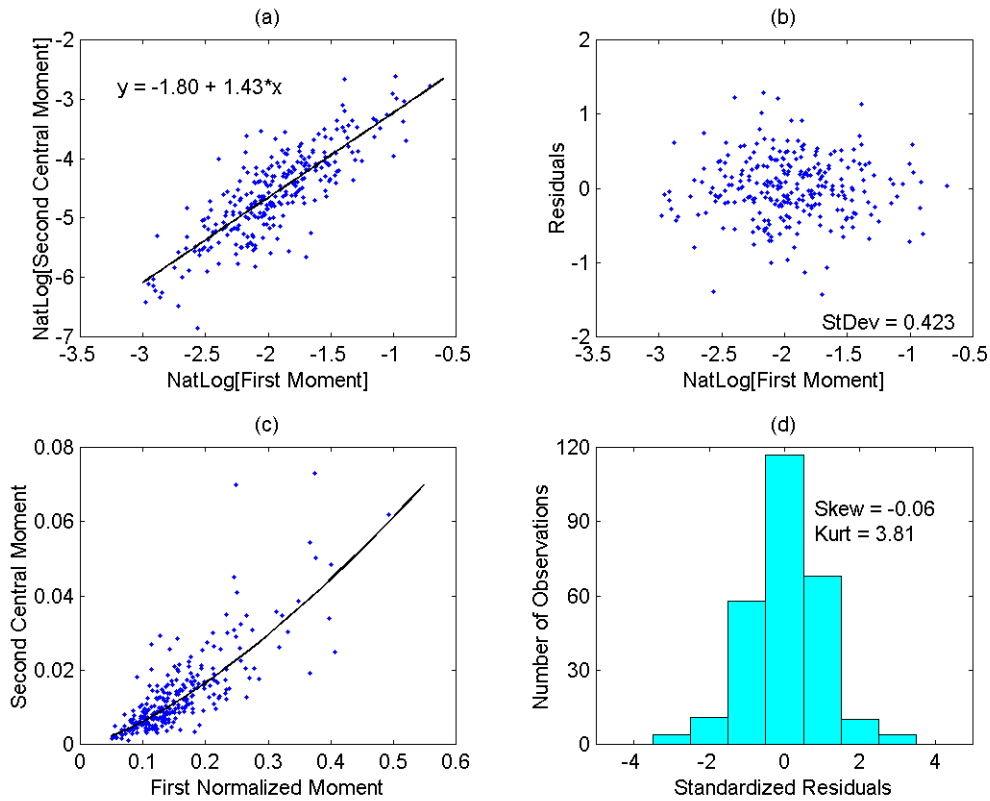 (a)
-2
-3
-4
-5
-6
-7
NatLog[Second Central Moment]
y = -1.80 + 1.43*x
-3.5 -3 -2.5 -2 -1.5 -1 -0.5
NatLog[First Moment]
(b)
2
1
0
-1
-2
Residuals
StDev = 0.423
-3.5 -3 -2.5 -2 -1.5 -1 -0.5
NatLog[First Moment]
(c)
0.08
0.06
0.04
0.02
0
Second Central Moment
0 0.1 0.2 0.3 0.4 0.5 0.6
First Normalized Moment
(d)
120
90
60
30
0
Number of Observations
Skew = -0.06
Kurt = 3.81
-4 -2 0 2 4
Standardized Residuals